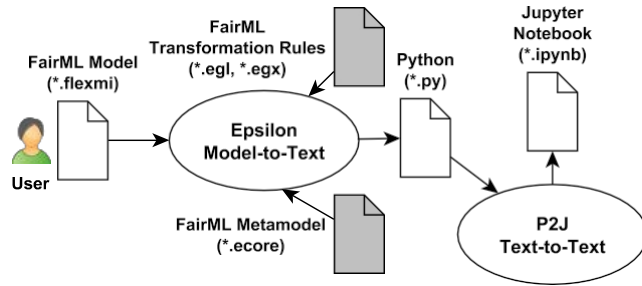 FairML Model
(*.flexmi)
User
FairML
Transformation Rules
(*.egl, *.egx)
Epsilon
Model-to-Text
FairML Metamodel
(*.ecore)
Python
(*.py)
Jupyter
Notebook
(*.ipynb)
P2J
Text-to-Text